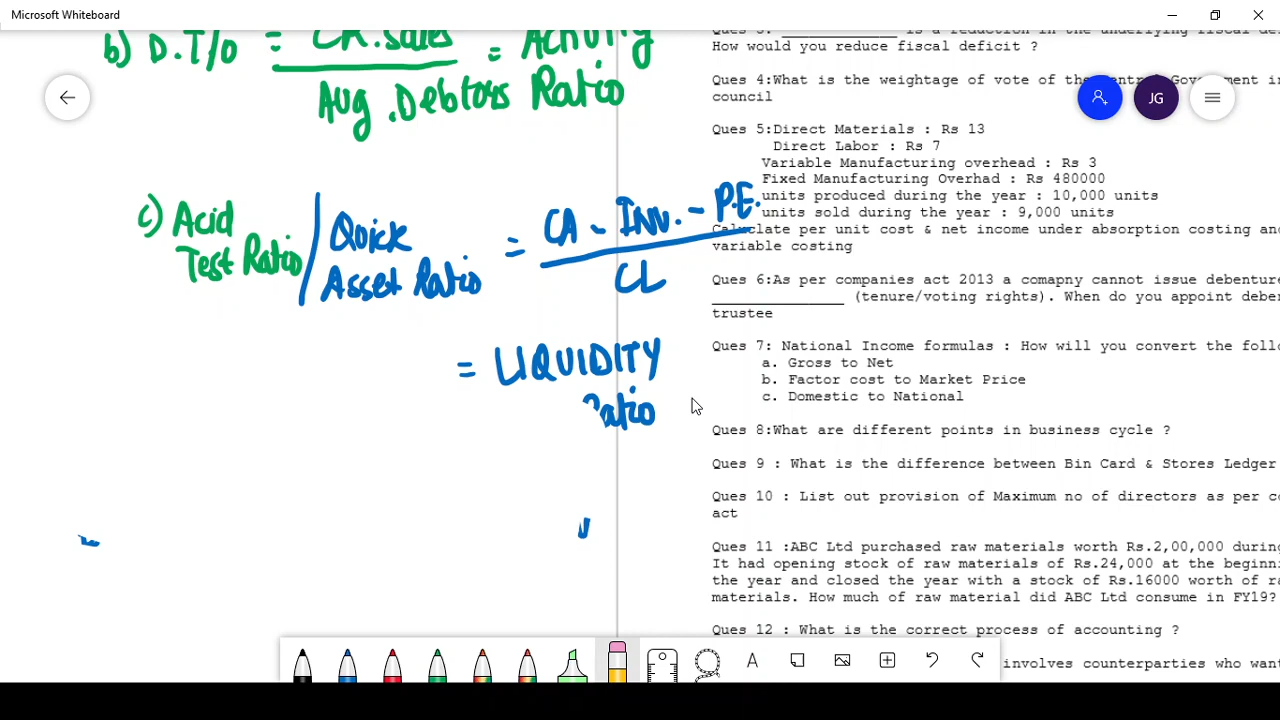 Microsoft Whiteboard
b) D.T/o = CR.Sales = Activity
Avg .Debtors Ratio
c) Acid Test Ratio / Quick Asset Ratio = CA - Inv. - P.E.
CL
= LIQUIDITY
Ratio
is a reduction in the underlying fiscal
How would you reduce fiscal deficit ?
Ques 4:What is the weightage of vote of the
council
JG
Ques 5:Direct Materials : Rs 13
Direct Labor : Rs 7
Variable Manufacturing overhead : Rs 3
Fixed Manufacturing Overhad : Rs 480000
units produced during the year : 10,000 units
units sold during the year : 9,000 units
Calculate per unit cost & net income under absorption costing
variable costing
Ques 6:As per companies act 2013 a comapny cannot issue
______________ (tenure/voting rights). When do you appoint
trustee
Ques 7: National Income formulas : How will you convert the
a. Gross to Net
b. Factor cost to Market Price
c. Domestic to National
Ques 8:What are different points in business cycle ?
Ques 9 : What is the difference between Bin Card & Stores Ledger
Ques 10 : List out provision of Maximum no of directors as per
act
Ques 11 :ABC Ltd purchased raw materials worth Rs.2,00,000
It had opening stock of raw materials of Rs.24,000 at the
the year and closed the year with a stock of Rs.16000 worth of
materials. How much of raw material did ABC Ltd consume in FY19?
Ques 12 : What is the correct process of accounting ?
involves counterparties who want